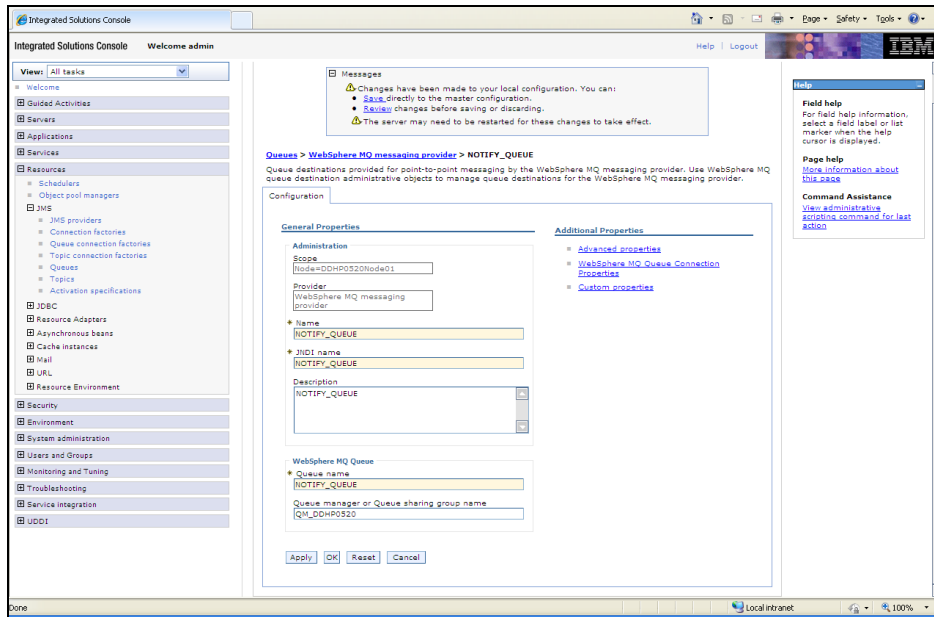 Integrated Solutions Console
Page Safety Tools
Integrated Solutions Console Welcome admin
Help | Logout
IBM
View: All tasks
Welcome
Guided Activities
Servers
Applications
Services
Resources
Schedulers
Object pool managers
JMS
JMS providers
Connection factories
Queue connection factories
Topic connection factories
Queues
Topics
Activation specifications
JDBC
Resource Adapters
Asynchronous beans
Cache instances
Mail
URL
Resource Environment
Security
Environment
System administration
Users and Groups
Monitoring and Tuning
Troubleshooting
Service integration
UDDI
Messages
Changes have been made to your local configuration. You can:
Save directly to the master configuration.
Review changes before saving or discarding.
The server may need to be restarted for these changes to take effect.
Queues > WebSphere MQ messaging provider > NOTIFY_QUEUE
Queue destinations provided for point-to-point messaging by the WebSphere MQ messaging provider. Use WebSphere MQ
queue destination administrative objects to manage queue destinations for the WebSphere MQ messaging provider.
Configuration
General Properties
Administration
Scope
Node=DDHP0520Node01
Provider
WebSphere MQ messaging
provider
Name
NOTIFY_QUEUE
JNDI name
NOTIFY_QUEUE
Description
NOTIFY_QUEUE
WebSphere MQ Queue
Queue name
NOTIFY_QUEUE
Queue manager or Queue sharing group name
QM_DDHP0520
Apply OK Reset Cancel
Additional Properties
Advanced properties
WebSphere MQ Queue Connection
Properties
Custom properties
Help
Field help
For field help information,
select a field label or list
marker when the help
cursor is displayed.
Page help
More information about
this page
Command Assistance
View administrative
scripting command for last
action
Done
Local intranet
100%